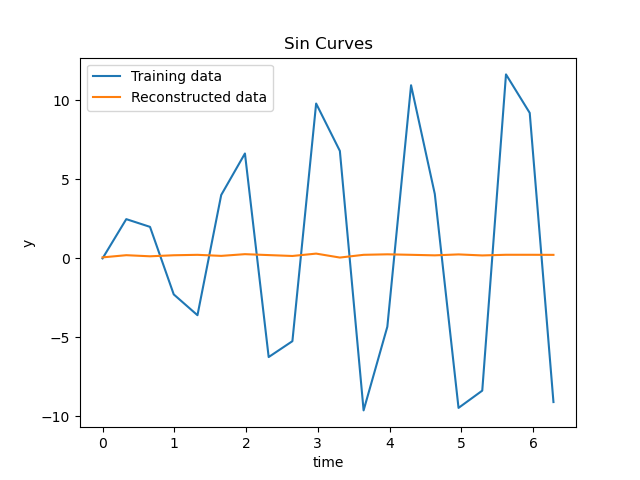 Sin Curves
Training data
Reconstructed data
10
5
0
−5
−10
y
0 1 2 3 4 5 6
time